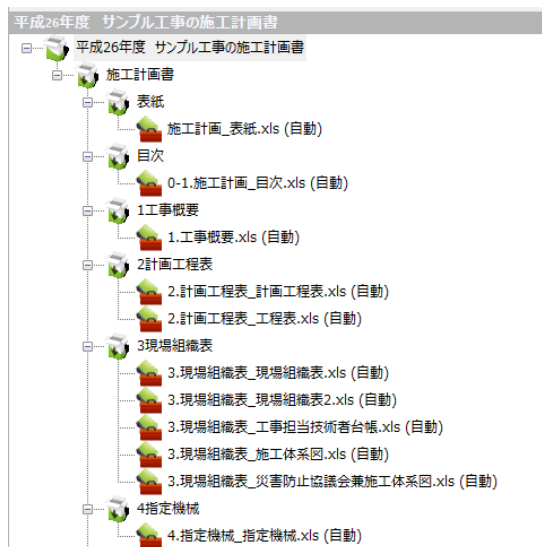 平成26年度 サンプル工事の施工計画書
平成26年度 サンプル工事の施工計画書
施工計画書
表紙
施工計画_表紙.xls (自動)
目次
0-1.施工計画_目次.xls (自動)
1工事概要
1.工事概要.xls (自動)
2計画工程表
2.計画工程表_計画工程表.xls (自動)
2.計画工程表_工程表.xls (自動)
3現場組織表
3.現場組織表_現場組織表.xls (自動)
3.現場組織表_現場組織表2.xls (自動)
3.現場組織表_工事担当技術者台帳.xls (自動)
3.現場組織表_施工体系図.xls (自動)
3.現場組織表_災害防止協議会兼施工体系図.xls (自動)
4指定機械
4.指定機械_指定機械.xls (自動)